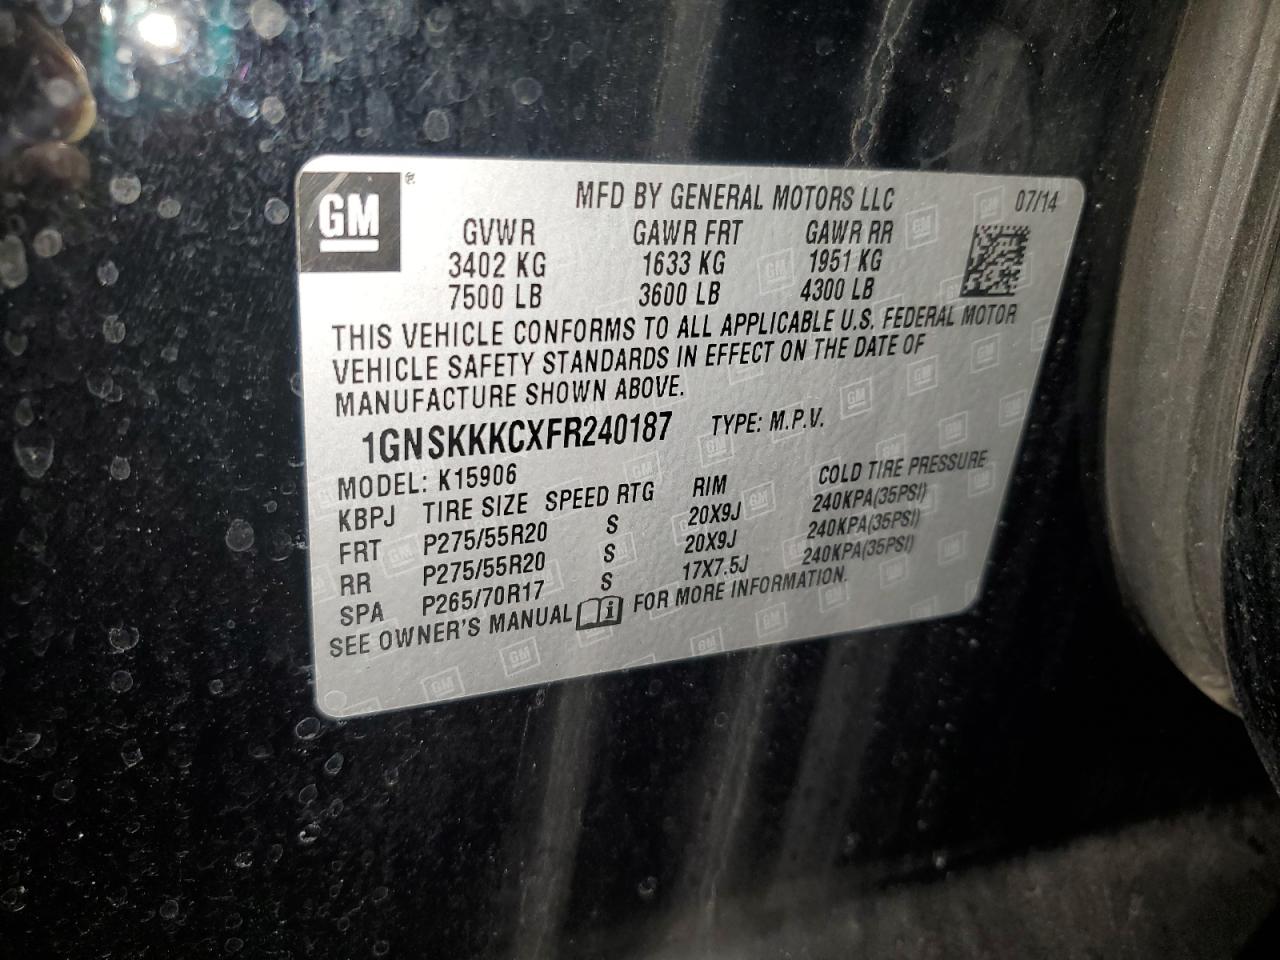 GM®
MFD BY GENERAL MOTORS LLC 07/14
GVWR GAWR FRT GAWR RR
3402 KG 1633 KG 1951 KG
7500 LB 3600 LB 4300 LB
THIS VEHICLE CONFORMS TO ALL APPLICABLE U.S. FEDERAL MOTOR
VEHICLE SAFETY STANDARDS IN EFFECT ON THE DATE OF
MANUFACTURE SHOWN ABOVE.
1GNSKKKCXFR240187 TYPE: M.P.V.
MODEL: K15906
KBPJ TIRE SIZE SPEED RTG RIM COLD TIRE PRESSURE
FRT P275/55R20 S 20X9J 240KPA(35PSI)
RR P275/55R20 S 20X9J 240KPA(35PSI)
SPA P265/70R17 S 17X7.5J 240KPA(35PSI)
SEE OWNER'S MANUAL i FOR MORE INFORMATION.